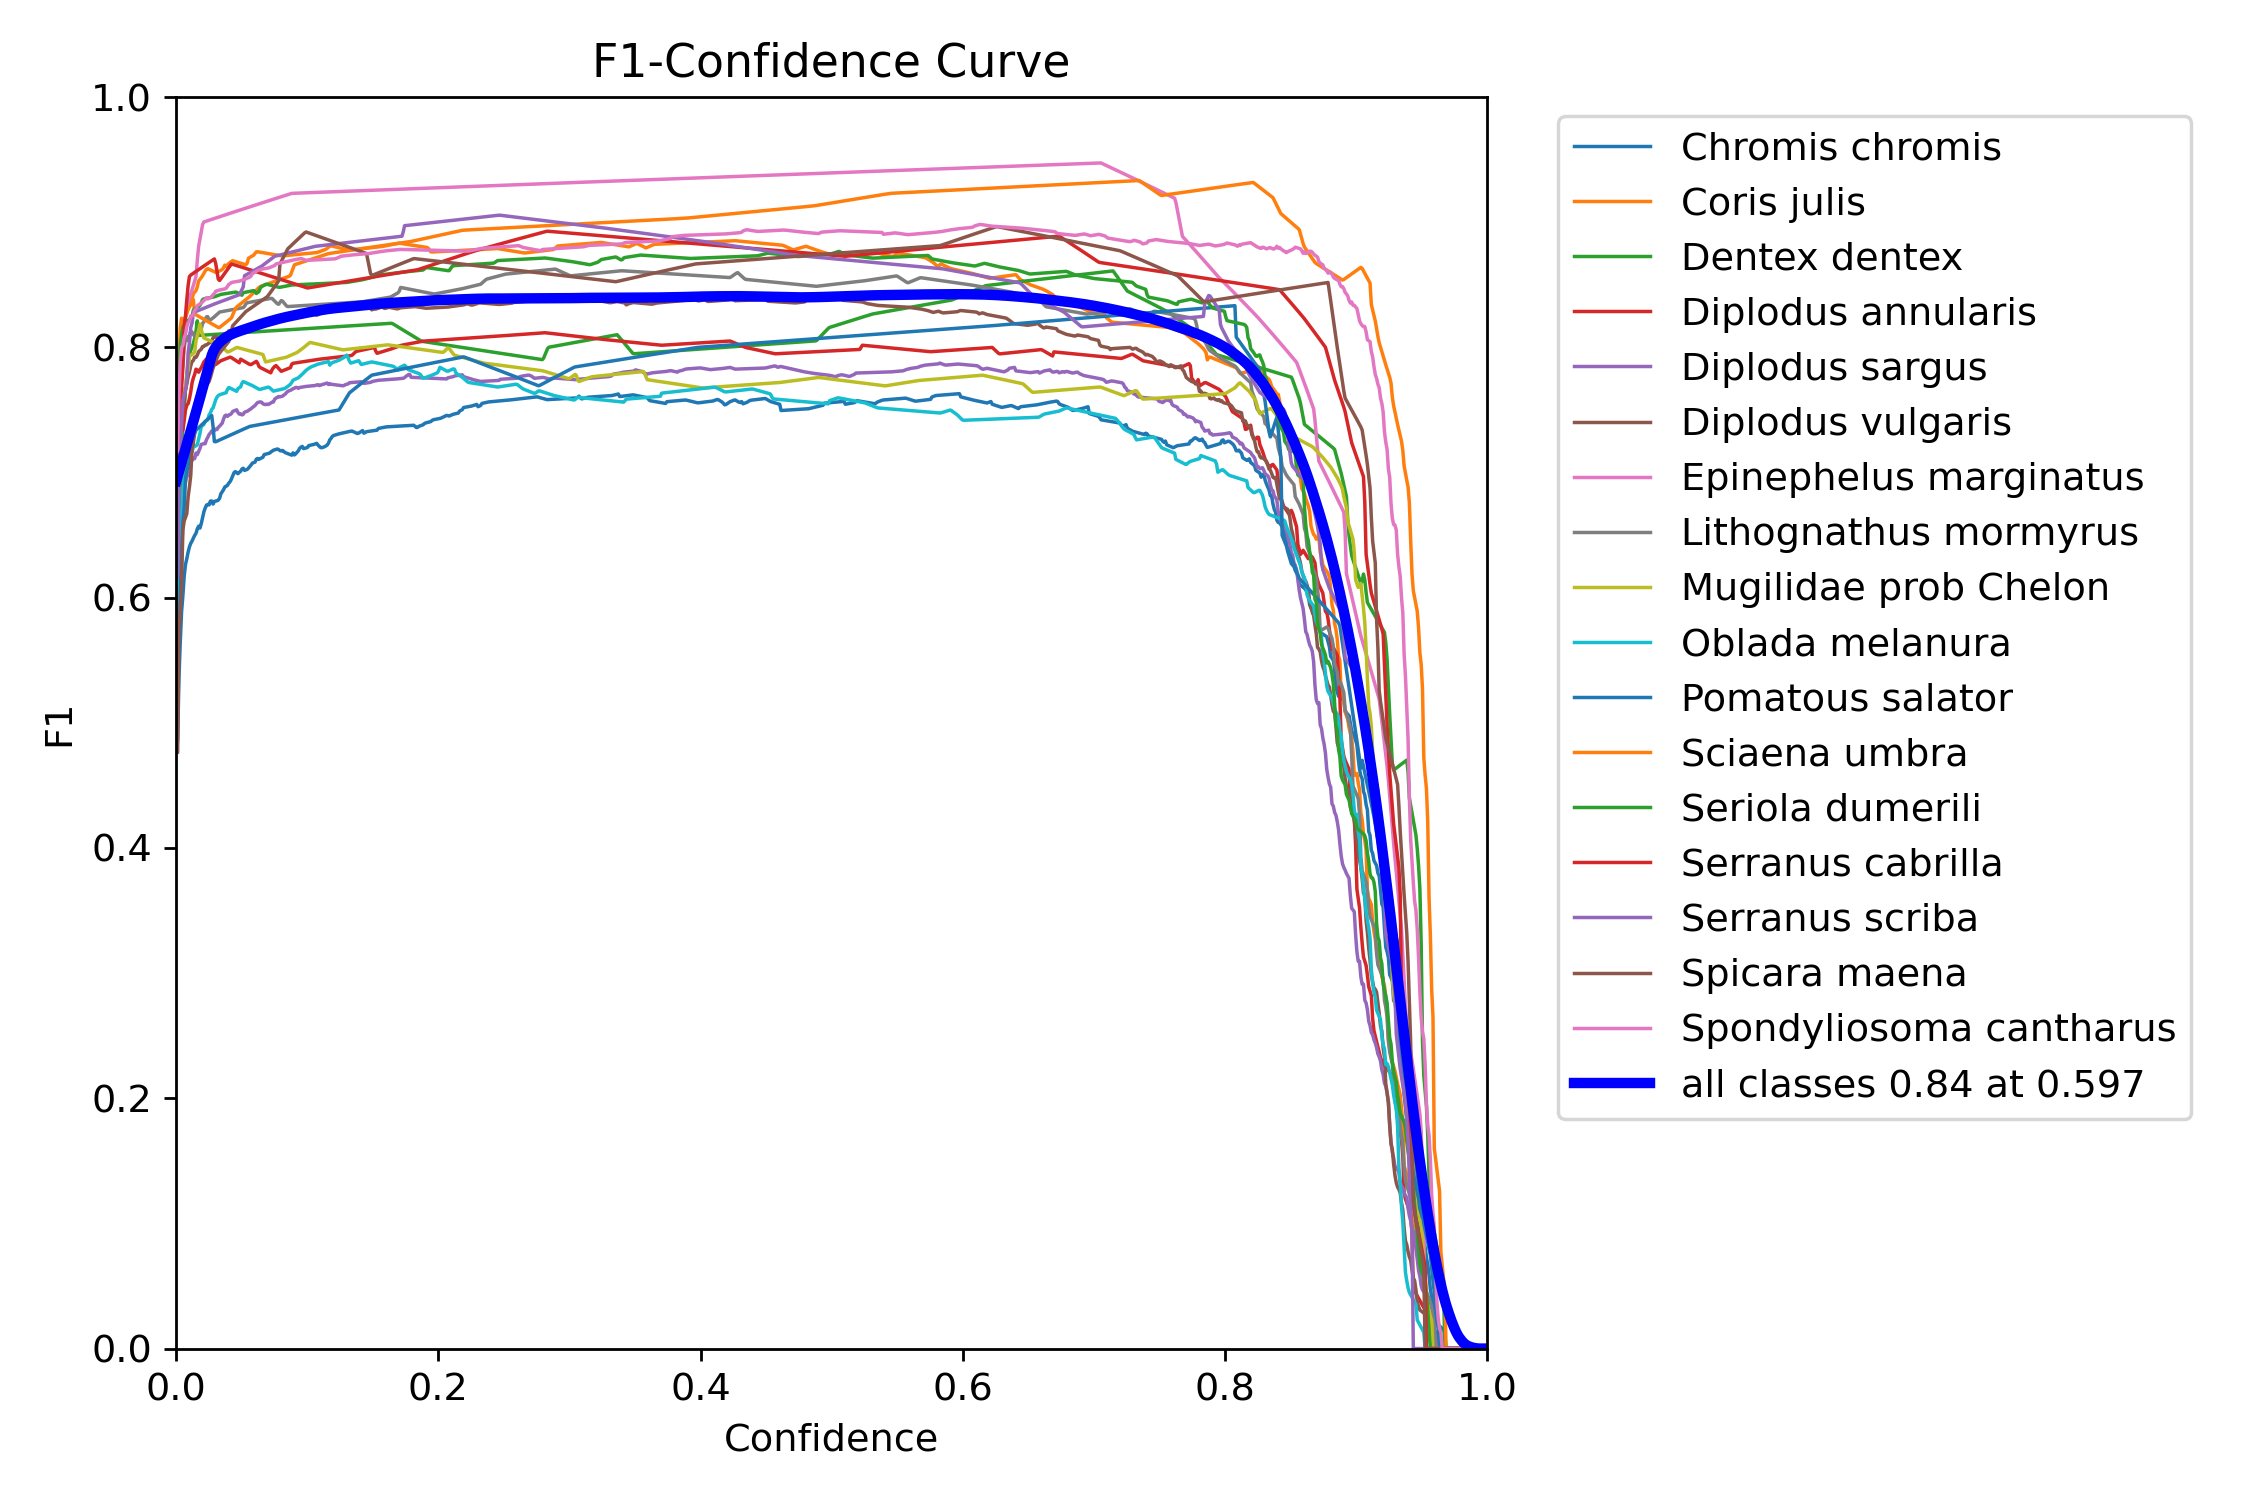 F1-Confidence Curve
1.0
0.8
0.6
0.4
0.2
0.0
F1
0.0 0.2 0.4 0.6 0.8 1.0
Confidence
Chromis chromis
Coris julis
Dentex dentex
Diplodus annularis
Diplodus sargus
Diplodus vulgaris
Epinephelus marginatus
Lithognathus mormyrus
Mugilidae prob Chelon
Oblada melanura
Pomatous salator
Sciaena umbra
Seriola dumerili
Serranus cabrilla
Serranus scriba
Spicara maena
Spondyliosoma cantharus
all classes 0.84 at 0.597